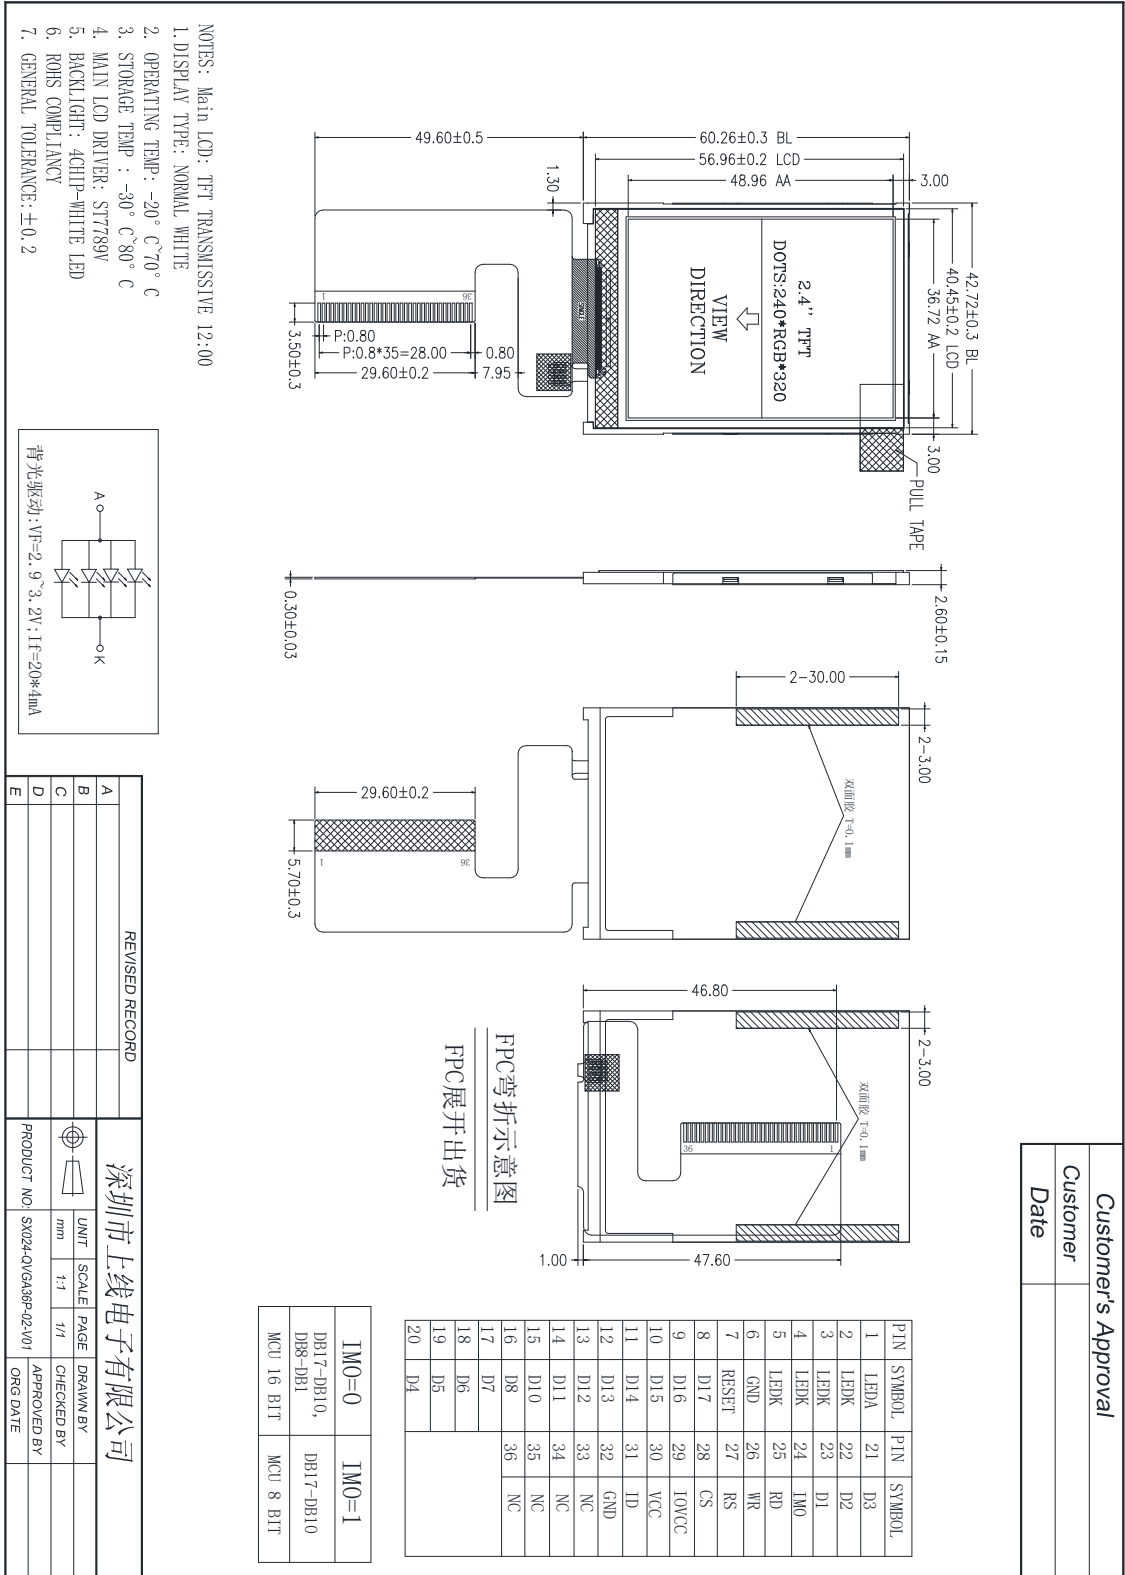 Customer's Approval
Customer
Date
42.72±0.3 BL
40.45±0.2 LCD
36.72 AA
3.00
3.00
60.26±0.3 BL
56.96±0.2 LCD
48.96 AA
49.60±0.5
1.30
2.4'' TFT
DOTS:240*RGB*320
VIEW
DIRECTION
PULL TAPE
1
36
P:0.80
P:0.8*35=28.00
0.80
29.60±0.2
7.95
3.50±0.3
2.60±0.15
0.30±0.03
2-30.00
2-3.00
双面胶 T=0.1mm
29.60±0.2
1
36
5.70±0.3
46.80
2-3.00
双面胶 T=0.1mm
36
1
1.00
47.60
FPC弯折示意图
FPC展开出货
PIN SYMBOL PIN SYMBOL
1 LEDA 21 D3
2 LEDK 22 D2
3 LEDK 23 D1
4 LEDK 24 IMO
5 LEDK 25 RD
6 GND 26 WR
7 RESET 27 RS
8 D17 28 CS
9 D16 29 IOVCC
10 D15 30 VCC
11 D14 31 ID
12 D13 32 GND
13 D12 33 NC
14 D11 34 NC
15 D10 35 NC
16 D8 36 NC
17 D7
18 D6
19 D5
20 D4
IMO=0 IMO=1
DB17-DB10,
DB8-DB1
DB17-DB10
MCU 16 BIT MCU 8 BIT
NOTES: Main LCD: TFT TRANSMISSIVE 12:00
1.DISPLAY TYPE: NORMAL WHITE
2. OPERATING TEMP: -20° C~70° C
3. STORAGE TEMP : -30° C~80° C
4. MAIN LCD DRIVER: ST7789V
5. BACKLIGHT: 4CHIP-WHITE LED
6. ROHS COMPLIANCY
7. GENERAL TOLERANCE:±0.2
A
K
背光驱动:VF=2.9~3.2V;If=20*4mA
REVISED RECORD
A
B
C
D
E
深圳市上线电子有限公司
UNIT SCALE PAGE DRAWN BY
mm 1:1 1/1 CHECKED BY
APPROVED BY
PRODUCT NO: SX024-QVGA36P-02-V01 ORG DATE